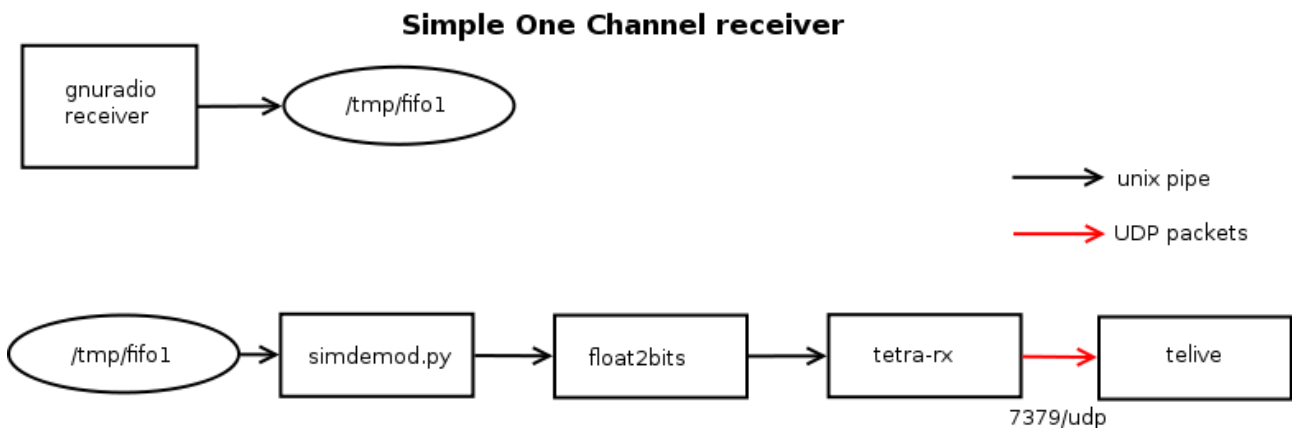 Simple One Channel receiver
gnuradio
receiver
/tmp/fifo1
unix pipe
UDP packets
/tmp/fifo1
simdemod.py
float2bits
tetra-rx
telive
7379/udp